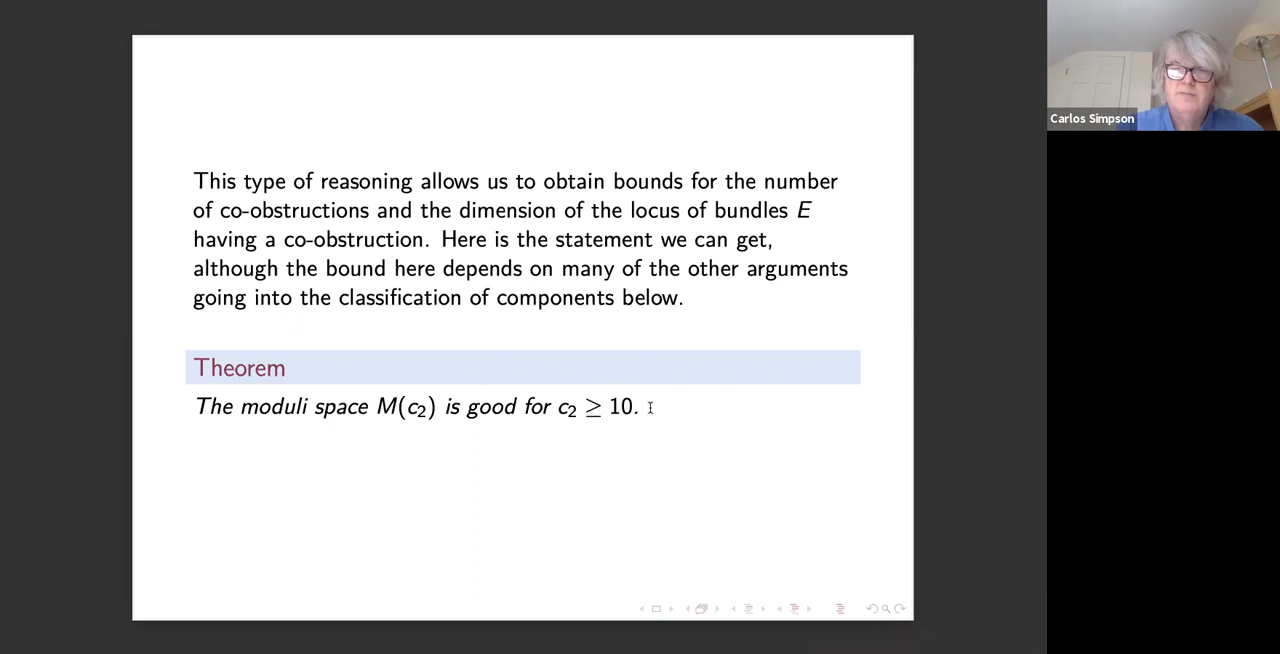 This type of reasoning allows us to obtain bounds for the number
of co-obstructions and the dimension of the locus of bundles E
having a co-obstruction. Here is the statement we can get,
although the bound here depends on many of the other arguments
going into the classification of components below.
Theorem
The moduli space M(c₂) is good for c₂ ≥ 10.
Carlos Simpson